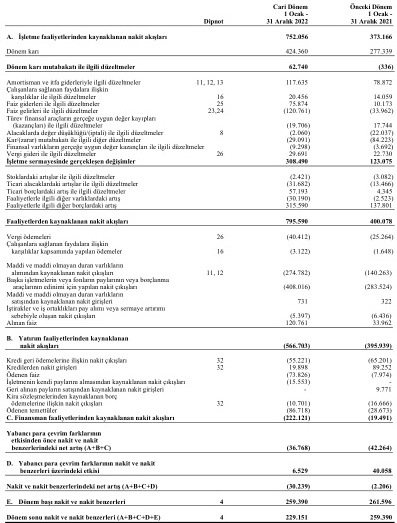 Cari Dönem Önceki Dönem
1 Ocak - 1 Ocak -
Dipnot 31 Aralık 2022 31 Aralık 2021
A. İşletme faaliyetlerinden kaynaklanan nakit akışları 752.056 373.166
Dönem karı 424.360 277.339
Dönem karı mutabakatı ile ilgili düzeltmeler 62.740 (336)
Amortisman ve itfa giderleriyle ilgili düzeltmeler 11, 12, 13 117.635 78.872
Çalışanlara sağlanan faydalara ilişkin
karşılıklar ile ilgili düzeltmeler 16 20.456 14.059
Faiz giderleri ile ilgili düzeltmeler 25 75.874 10.173
Faiz gelirleri ile ilgili düzeltmeler 23,24 (120.761) (33.962)
Türev finansal araçların gerçeğe uygun değer kayıpları
(kazançları) ile ilgili düzeltmeler (19.706) 17.744
Alacaklarda değer düşüklüğü/(iptali) ile ilgili düzeltmeler 8 (2.060) (22.037)
Kar/(zarar) mutabakatı ile ilgili diğer düzeltmeler (29.091) (84.223)
Finansal varlıkların gerçeğe uygun değer kazançları ile ilgili düzeltmeler (9.298) (3.692)
Vergi gideri ile ilgili düzeltmeler 26 29.691 22.730
İşletme sermayesinde gerçekleşen değişimler 308.490 123.075
Stoklardaki artışlar ile ilgili düzeltmeler (2.421) (3.082)
Ticari alacaklardaki artışlar ile ilgili düzeltmeler (31.682) (13.466)
Ticari borçlardaki artış ile ilgili düzeltmeler 57.193 4.345
Faaliyetlerle ilgili diğer varlıklardaki artış (30.190) (2.523)
Faaliyetlerle ilgili diğer borçlardaki artış 315.590 137.801
Faaliyetlerden kaynaklanan nakit akışları 795.590 400.078
Vergi ödemeleri 26 (40.412) (25.264)
Çalışanlara sağlanan faydalara ilişkin
karşılıklar kapsamında yapılan ödemeler 16 (3.122) (1.648)
Maddi ve maddi olmayan duran varlıkların
alımından kaynaklanan nakit çıkışları 11, 12 (274.782) (140.263)
Başka işletmelerin veya fonların paylarının veya borçlanma
araçlarının edinimi için yapılan nakit çıkışları (408.016) (283.524)
Maddi ve maddi olmayan duran varlıkların
satışından kaynaklanan nakit girişleri 731 322
İştirakler ve iş ortaklıkları pay alımı veya sermaye artırımı
sebebiyle oluşan nakit çıkışları (5.397) (6.436)
Alınan faiz 120.761 33.962
B. Yatırım faaliyetlerinden kaynaklanan
nakit akışları (566.703) (395.939)
Kredi geri ödemelerine ilişkin nakit çıkışları 32 (55.221) (65.201)
Kredilerden nakit girişleri 32 19.898 89.252
Ödenen faiz (73.826) (7.974)
İşletmenin kendi paylarını almasından kaynaklanan nakit çıkışları (15.553) -
Geri alınan payların satışından kaynaklanan nakit girişleri - 9.771
Kira sözleşmelerinden kaynaklanan borç
ödemelerine ilişkin nakit çıkışları 32 (10.701) (16.666)
Ödenen temettüler (86.718) (28.673)
C. Finansman faaliyetlerinden kaynaklanan nakit akışları (222.121) (19.491)
Yabancı para çevrim farklarının
etkisinden önce nakit ve nakit
benzerlerindeki net artış (A+B+C) (36.768) (42.264)
D. Yabancı para çevrim farklarının nakit ve nakit
benzerleri üzerindeki etkisi 6.529 40.058
Nakit ve nakit benzerlerindeki net artış (A+B+C+D) (30.239) (2.206)
E. Dönem başı nakit ve nakit benzerleri 4 259.390 261.596
Dönem sonu nakit ve nakit benzerleri (A+B+C+D+E) 4 229.151 259.390